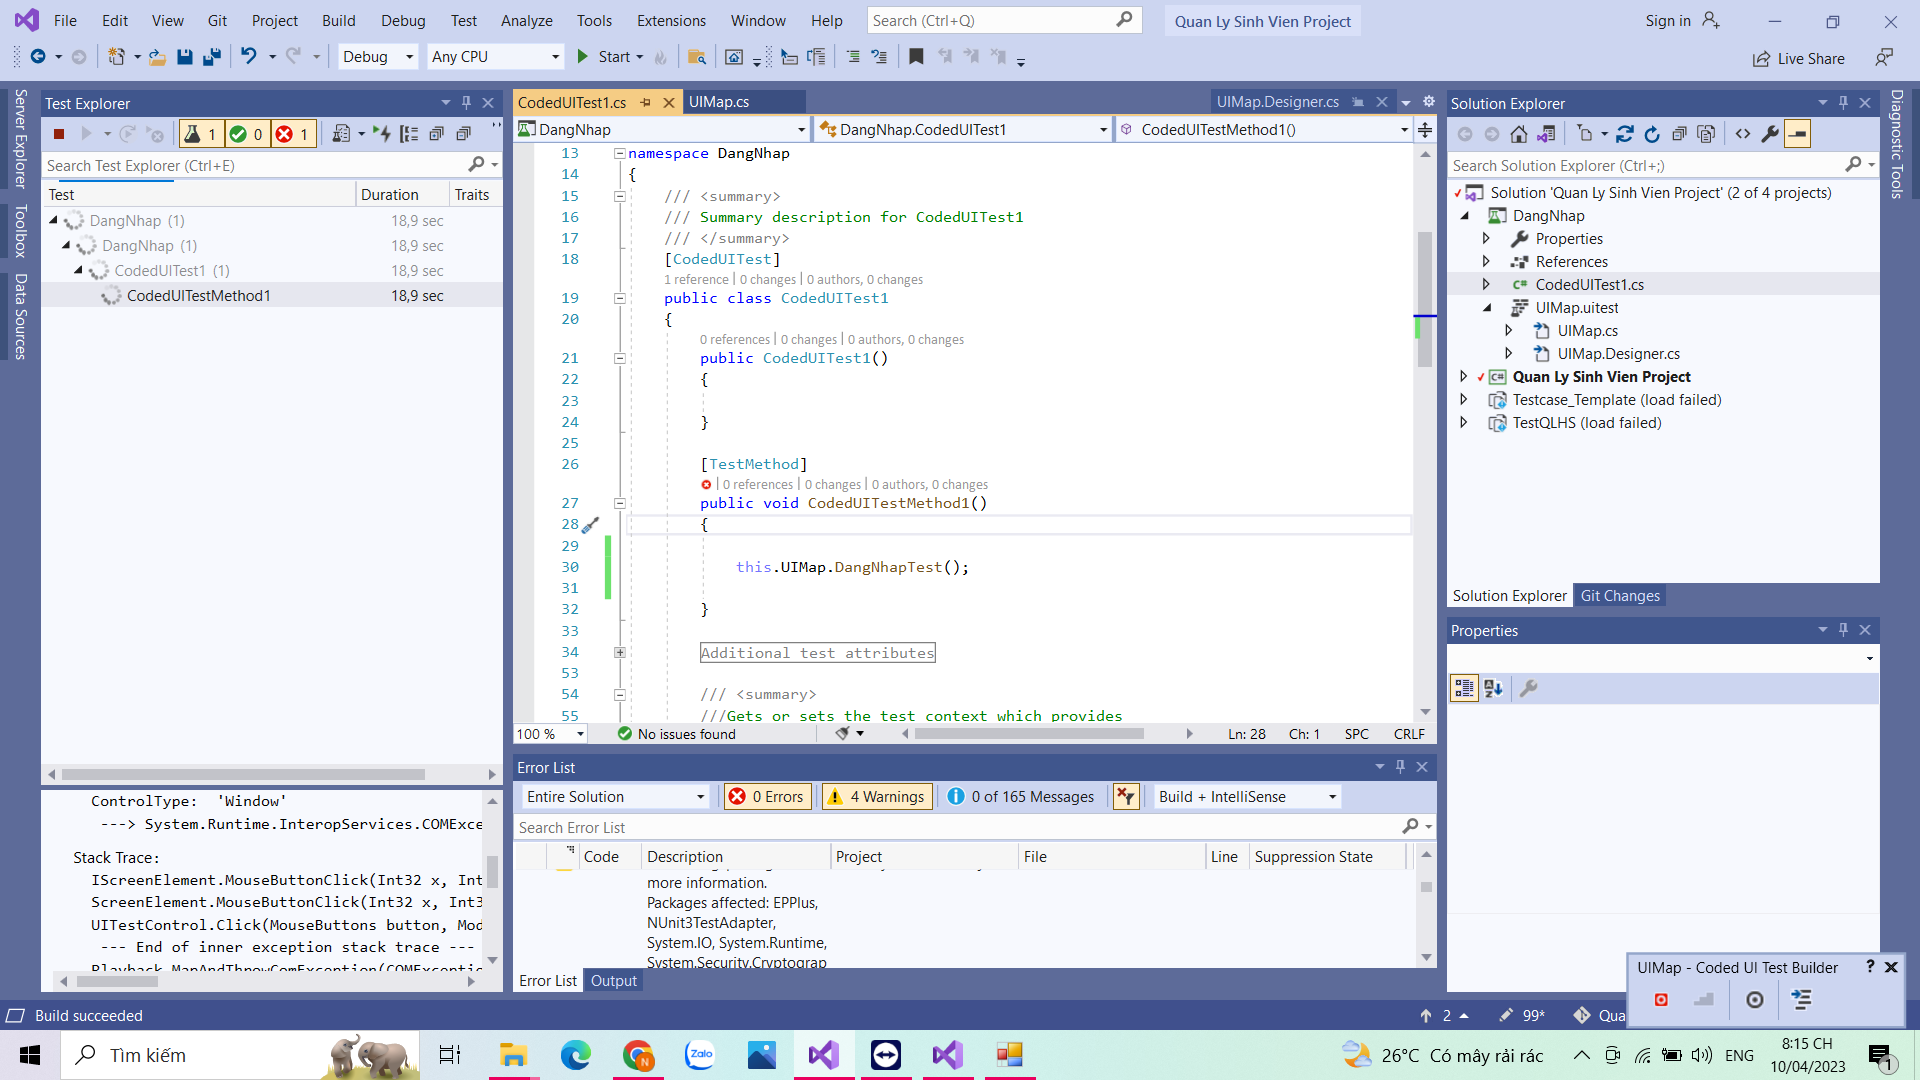 File Edit View Git Project Build Debug Test Analyze Tools Extensions Window Help Search (Ctrl+Q) Quan Ly Sinh Vien Project Sign in
Debug Any CPU Start Live Share
Server Explorer
Toolbox
Data Sources
Test Explorer
1 0 1
Search Test Explorer (Ctrl+E)
Test Duration Traits
DangNhap (1) 18,9 sec
DangNhap (1) 18,9 sec
CodedUITest1 (1) 18,9 sec
CodedUITestMethod1 18,9 sec
ControlType: 'Window'
---> System.Runtime.InteropServices.COMExce
Stack Trace:
IScreenElement.MouseButtonClick(Int32 x, Int
ScreenElement.MouseButtonClick(Int32 x, Int3
UITestControl.Click(MouseButtons button, Mod
--- End of inner exception stack trace ---
Playback.MapAndThrowComException(COMExceptio
CodedUITest1.cs UIMap.cs UIMap.Designer.cs
DangNhap DangNhap.CodedUITest1 CodedUITestMethod1()
13 namespace DangNhap
14 {
15 /// <summary>
16 /// Summary description for CodedUITest1
17 /// </summary>
18 [CodedUITest]
1 reference | 0 changes | 0 authors, 0 changes
19 public class CodedUITest1
20 {
0 references | 0 changes | 0 authors, 0 changes
21 public CodedUITest1()
22 {
23
24 }
25
26 [TestMethod]
| 0 references | 0 changes | 0 authors, 0 changes
27 public void CodedUITestMethod1()
28 {
29
30 this.UIMap.DangNhapTest();
31
32 }
33
34 Additional test attributes
53
54 /// <summary>
55 ///Gets or sets the test context which provides
100 % No issues found Ln: 28 Ch: 1 SPC CRLF
Error List
Entire Solution 0 Errors 4 Warnings 0 of 165 Messages Build + IntelliSense
Search Error List
Code Description Project File Line Suppression State
more information.
Packages affected: EPPlus,
NUnit3TestAdapter,
System.IO, System.Runtime,
System.Security.Cryptograp
Error List Output
Solution Explorer
Search Solution Explorer (Ctrl+;)
Solution 'Quan Ly Sinh Vien Project' (2 of 4 projects)
DangNhap
Properties
References
CodedUITest1.cs
UIMap.uitest
UIMap.cs
UIMap.Designer.cs
Quan Ly Sinh Vien Project
Testcase_Template (load failed)
TestQLHS (load failed)
Solution Explorer Git Changes
Properties
Diagnostic Tools
UIMap - Coded UI Test Builder ?
Build succeeded 2 99* Qua
Tìm kiếm Zalo 26°C Có mây rải rác ENG 8:15 CH
10/04/2023 1